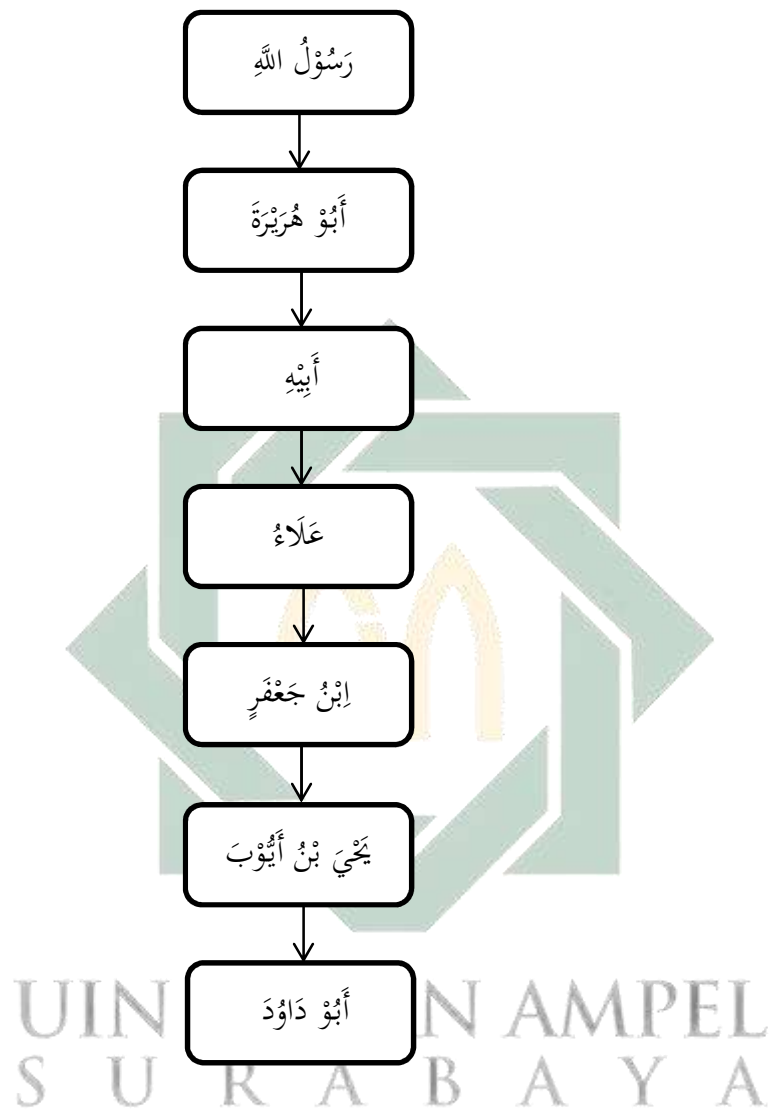 رَسُوْلُ اللَّهِ
أَبُوْ هُرَيْرَةَ
أَبِيْهِ
عَلَاءُ
اِبْنُ جَعْفَرٍ
يَحْيَ بْنُ أَيُّوْبَ
أَبُوْ دَاوُدَ
UIN N AMPEL
S U R A B A Y A